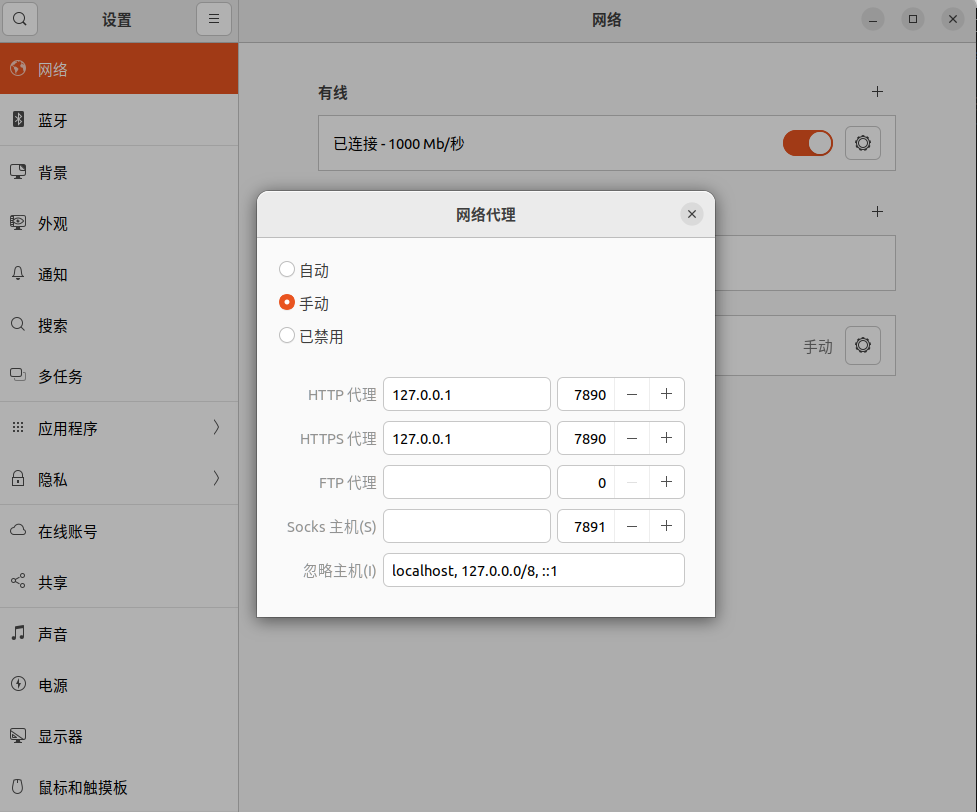 设置
网络
网络
蓝牙
背景
外观
通知
搜索
多任务
应用程序
隐私
在线账号
共享
声音
电源
显示器
鼠标和触摸板
有线
已连接 - 1000 Mb/秒
手动
网络代理
自动
手动
已禁用
HTTP 代理 127.0.0.1 7890
HTTPS 代理 127.0.0.1 7890
FTP 代理 0
Socks 主机(S) 7891
忽略主机(I) localhost, 127.0.0.0/8, ::1